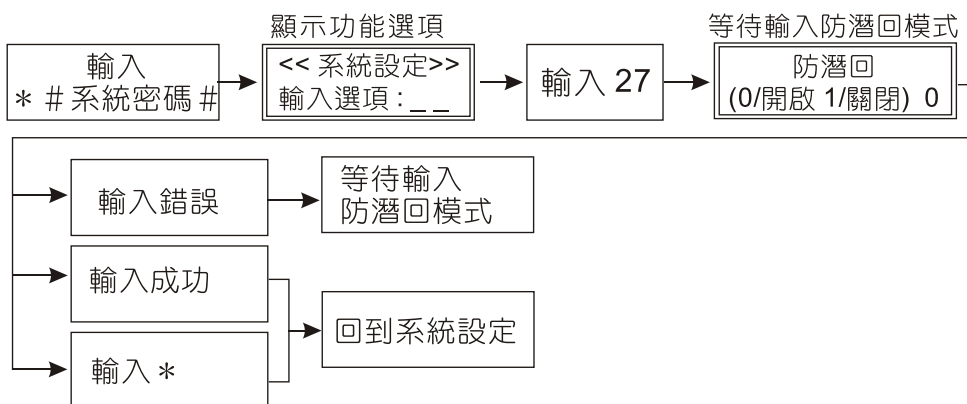 顯示功能選項
等待輸入防潛回模式
輸入
＊＃系統密碼＃
<< 系統設定>>
輸入選項：_ _
輸入 27
防潛回
(0/開啟 1/關閉) 0
輸入錯誤
等待輸入
防潛回模式
輸入成功
回到系統設定
輸入＊